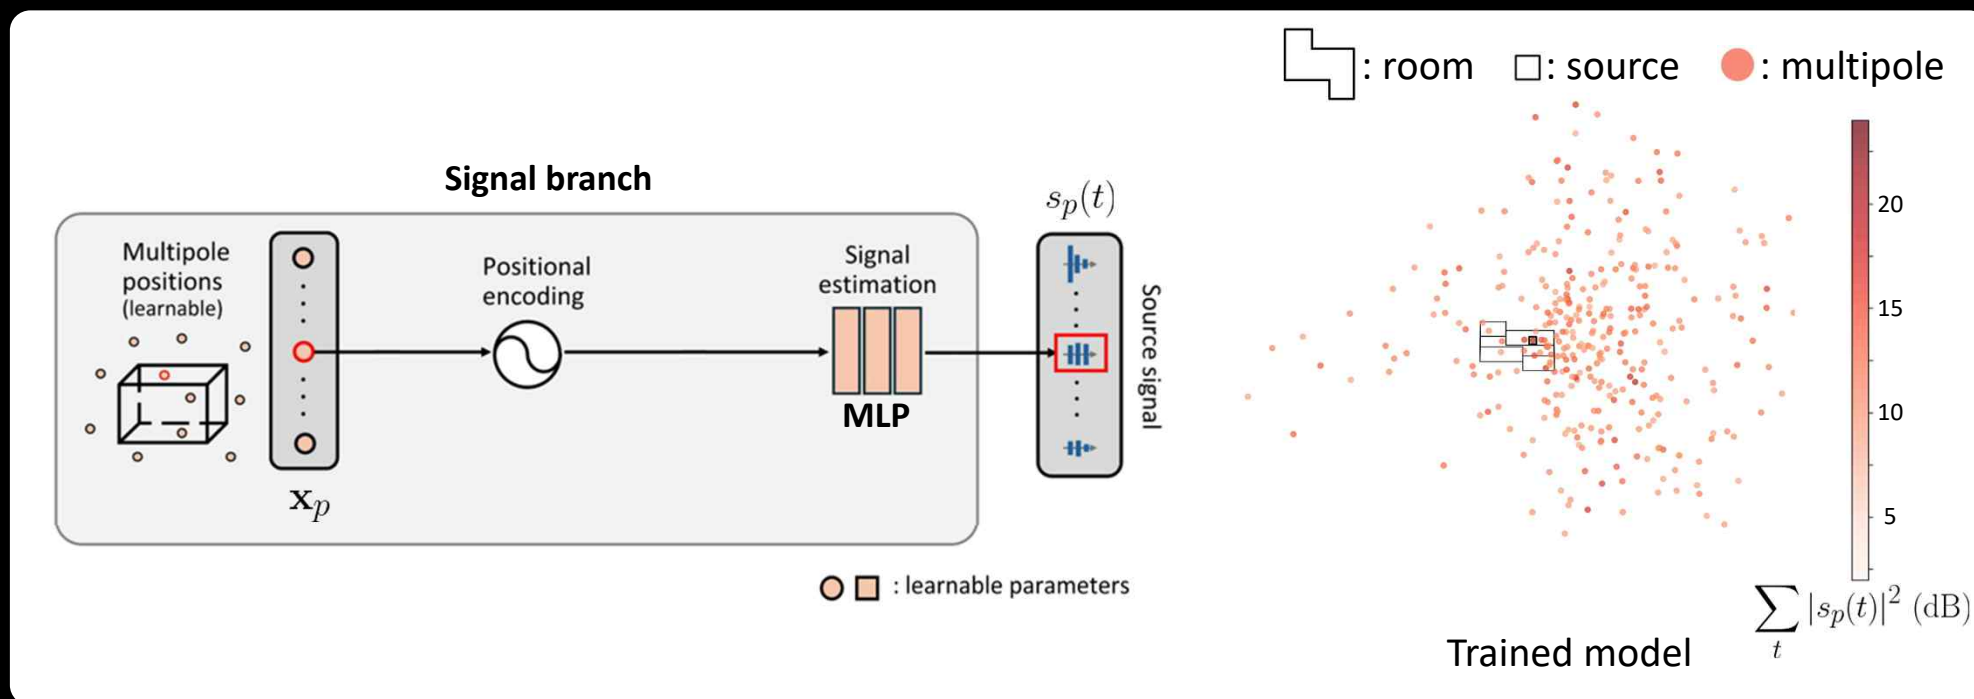 Signal branch
Multipole
positions
(learnable)
x_p
Positional
encoding
Signal
estimation
MLP
s_p(t)
Source signal
: learnable parameters
: room
: source
: multipole
20
15
10
5
∑_t |s_p(t)|² (dB)
Trained model